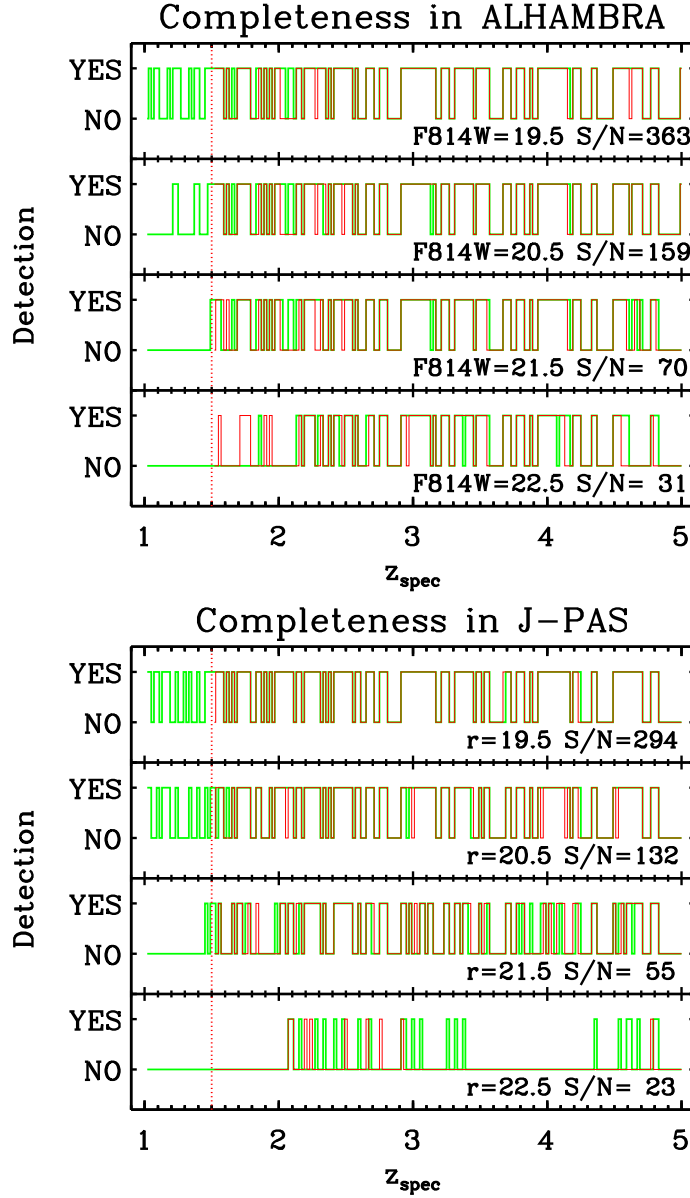 Completeness in ALHAMBRA
YES
NO
F814W=19.5 S/N=363
YES
NO
F814W=20.5 S/N=159
YES
NO
F814W=21.5 S/N= 70
YES
NO
F814W=22.5 S/N= 31
Detection
1 2 3 4 5
zspec
Completeness in J-PAS
YES
NO
r=19.5 S/N=294
YES
NO
r=20.5 S/N=132
YES
NO
r=21.5 S/N= 55
YES
NO
r=22.5 S/N= 23
Detection
1 2 3 4 5
zspec